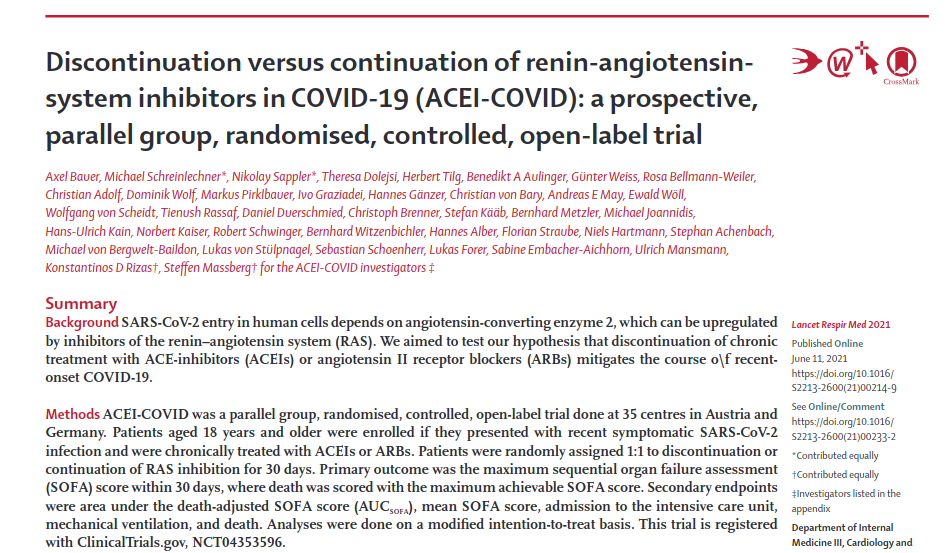 Discontinuation versus continuation of renin-angiotensin-
system inhibitors in COVID-19 (ACEI-COVID): a prospective,
parallel group, randomised, controlled, open-label trial
CrossMark
Axel Bauer, Michael Schreinlechner*, Nikolay Sappler*, Theresa Dolejsi, Herbert Tilg, Benedikt A Aulinger, Günter Weiss, Rosa Bellmann-Weiler,
Christian Adolf, Dominik Wolf, Markus Pirklbauer, Ivo Graziadei, Hannes Gänzer, Christian von Bary, Andreas E May, Ewald Wöll,
Wolfgang von Scheidt, Tienush Rassaf, Daniel Duerschmied, Christoph Brenner, Stefan Kääb, Bernhard Metzler, Michael Joannidis,
Hans-Ulrich Kain, Norbert Kaiser, Robert Schwinger, Bernhard Witzenbichler, Hannes Alber, Florian Straube, Niels Hartmann, Stephan Achenbach,
Michael von Bergwelt-Baildon, Lukas von Stülpnagel, Sebastian Schoenherr, Lukas Forer, Sabine Embacher-Aichhorn, Ulrich Mansmann,
Konstantinos D Rizas†, Steffen Massberg† for the ACEI-COVID investigators ‡
Summary
Background SARS-CoV-2 entry in human cells depends on angiotensin-converting enzyme 2, which can be upregulated
by inhibitors of the renin–angiotensin system (RAS). We aimed to test our hypothesis that discontinuation of chronic
treatment with ACE-inhibitors (ACEIs) or angiotensin II receptor blockers (ARBs) mitigates the course o\f recent-
onset COVID-19.
Methods ACEI-COVID was a parallel group, randomised, controlled, open-label trial done at 35 centres in Austria and
Germany. Patients aged 18 years and older were enrolled if they presented with recent symptomatic SARS-CoV-2
infection and were chronically treated with ACEIs or ARBs. Patients were randomly assigned 1:1 to discontinuation or
continuation of RAS inhibition for 30 days. Primary outcome was the maximum sequential organ failure assessment
(SOFA) score within 30 days, where death was scored with the maximum achievable SOFA score. Secondary endpoints
were area under the death-adjusted SOFA score (AUCSOFA), mean SOFA score, admission to the intensive care unit,
mechanical ventilation, and death. Analyses were done on a modified intention-to-treat basis. This trial is registered
with ClinicalTrials.gov, NCT04353596.
Lancet Respir Med 2021
Published Online
June 11, 2021
https://doi.org/10.1016/
S2213-2600(21)00214-9
See Online/Comment
https://doi.org/10.1016/
S2213-2600(21)00233-2
*Contributed equally
†Contributed equally
‡Investigators listed in the
appendix
Department of Internal
Medicine III, Cardiology and